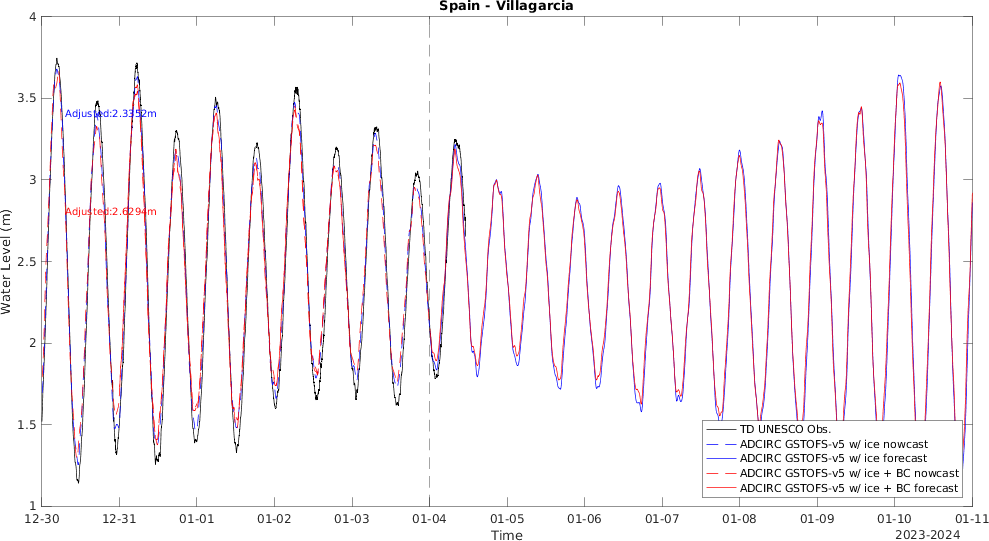 Spain - Villagarcia
Water Level (m)
4
3.5
3
2.5
2
1.5
1
Adjusted:2.3352m
Adjusted:2.6294m
TD UNESCO Obs.
ADCIRC GSTOFS-v5 w/ ice nowcast
ADCIRC GSTOFS-v5 w/ ice forecast
ADCIRC GSTOFS-v5 w/ ice + BC nowcast
ADCIRC GSTOFS-v5 w/ ice + BC forecast
12-30 12-31 01-01 01-02 01-03 01-04 01-05 01-06 01-07 01-08 01-09 01-10 01-11
Time
2023-2024